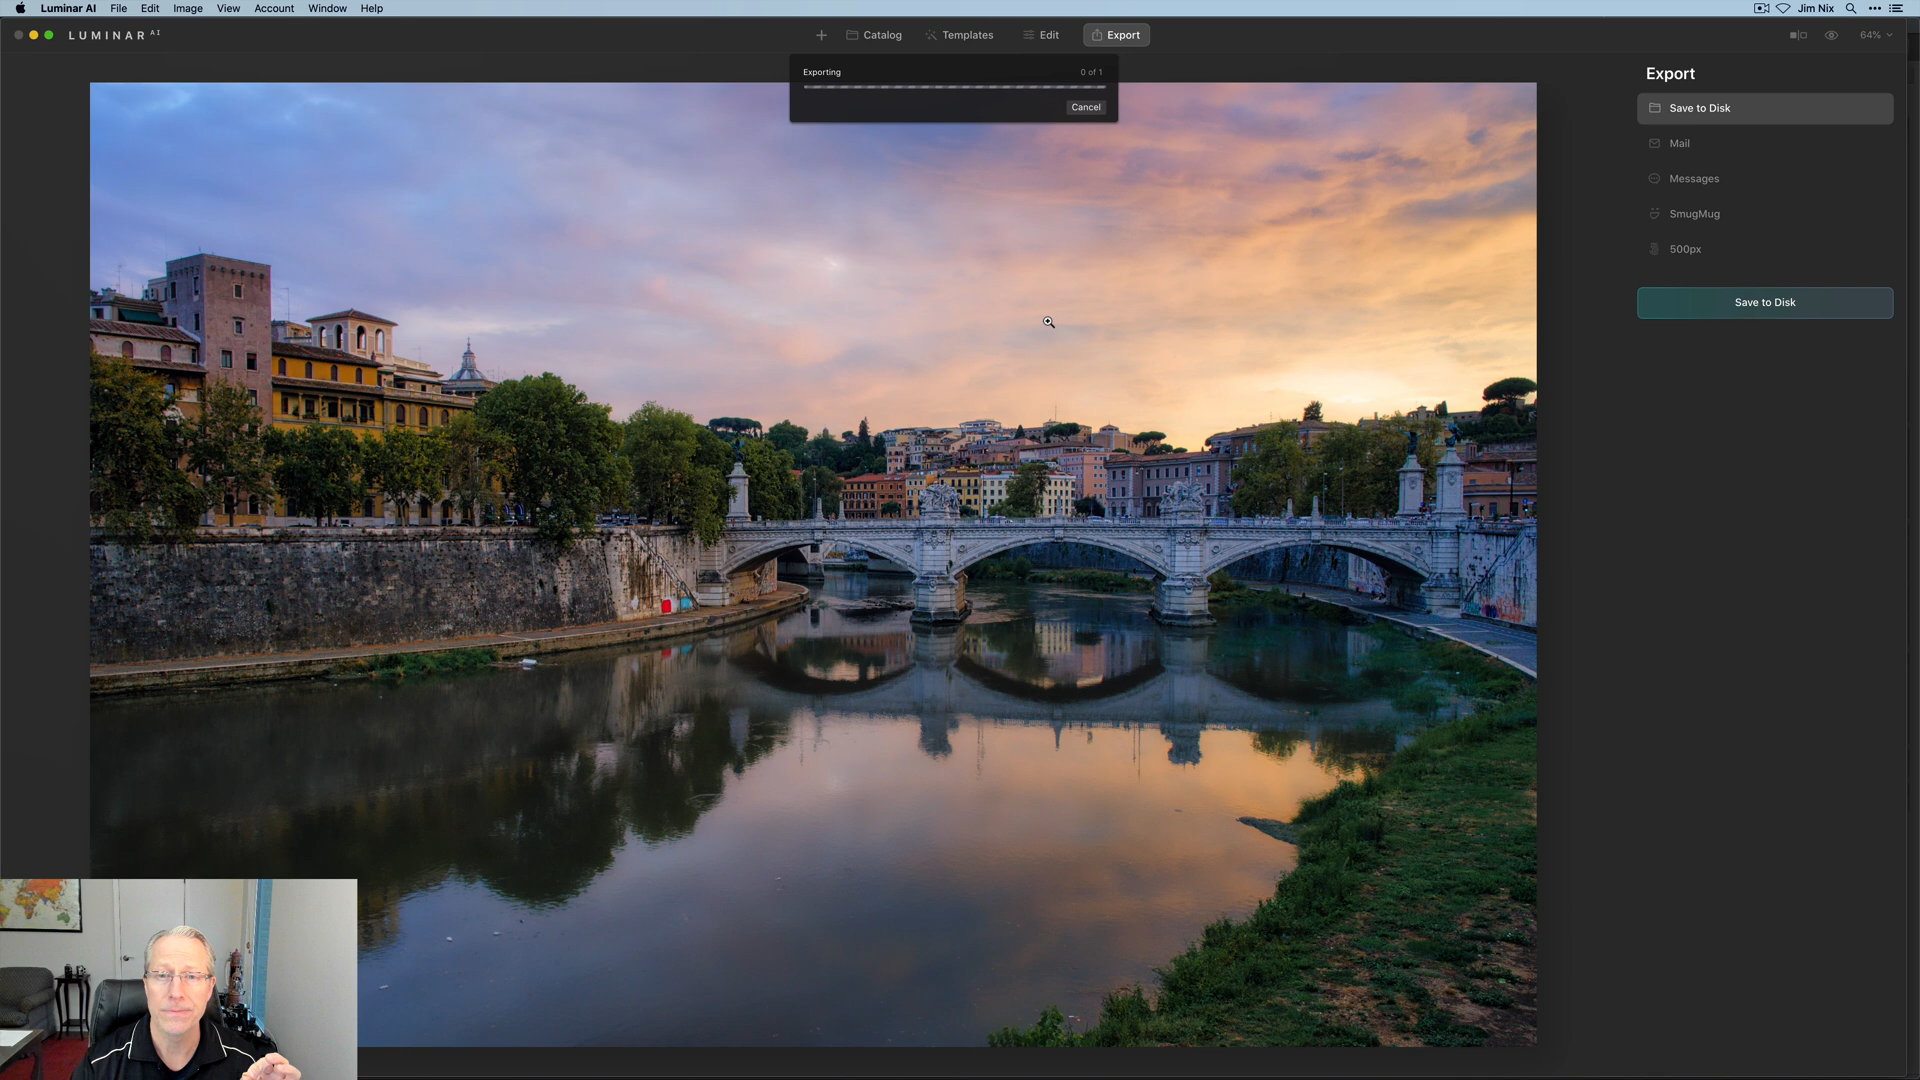 Luminar AI File Edit Image View Account Window Help Jim Nix
LUMINAR AI Catalog Templates Edit Export 64%
Exporting 0 of 1
Cancel
Export
Save to Disk
Mail
Messages
SmugMug
500px
Save to Disk